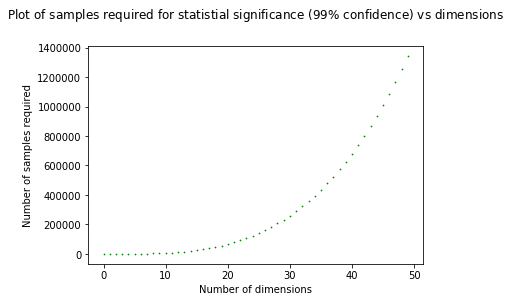 Plot of samples required for statistial significance (99% confidence) vs dimensions
1400000
1200000
1000000
800000
600000
400000
200000
0
Number of samples required
0 10 20 30 40 50
Number of dimensions